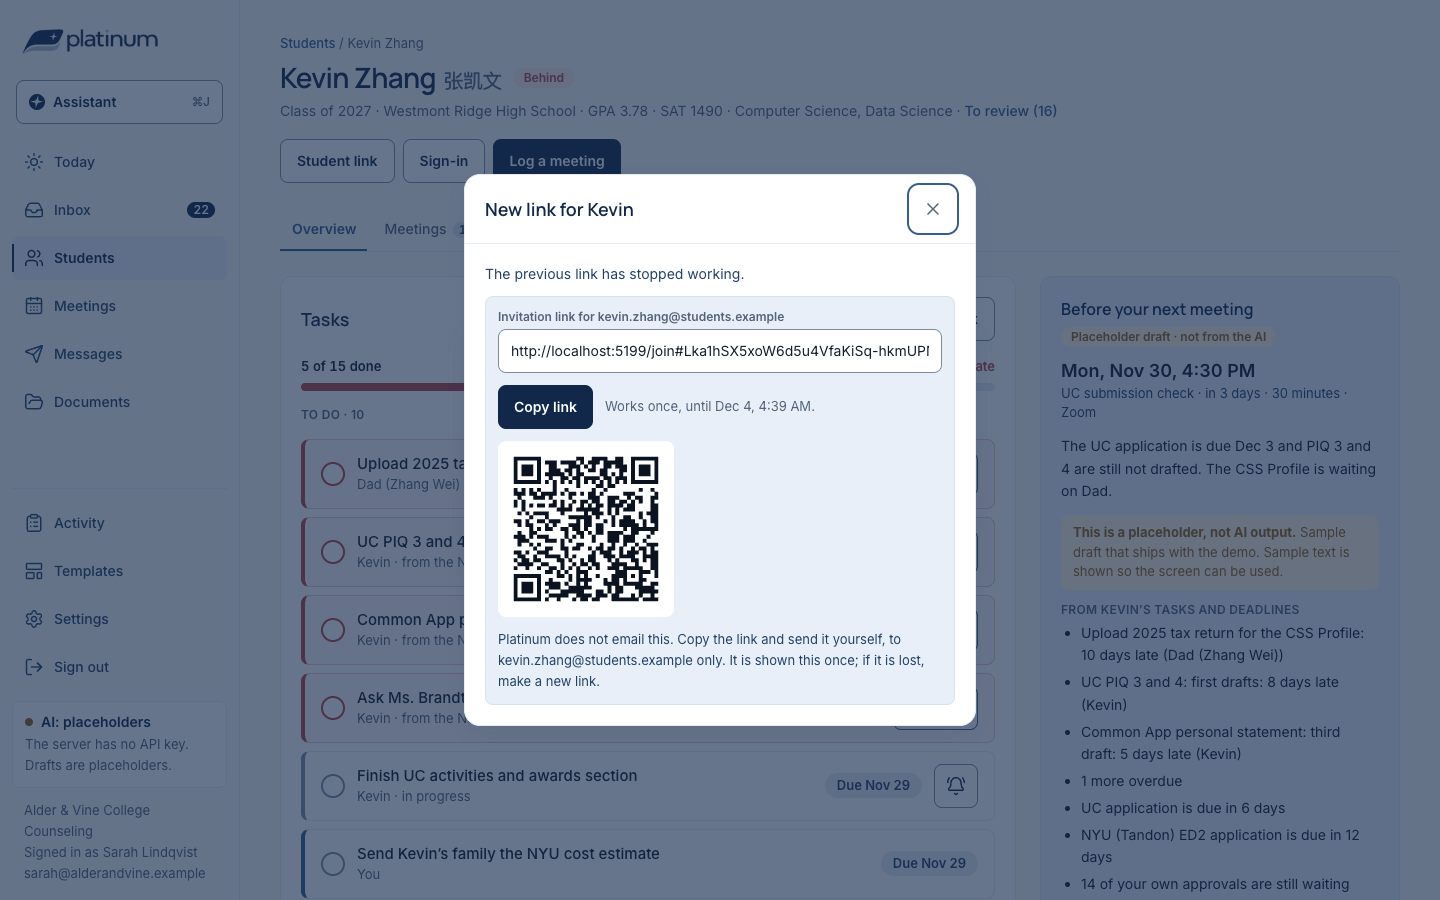 platinum
Assistant ⌘J
Today
Inbox 22
Students
Meetings
Messages
Documents
Activity
Templates
Settings
Sign out
AI: placeholders
The server has no API key.
Drafts are placeholders.
Alder & Vine College
Counseling
Signed in as Sarah Lindqvist
sarah@alderandvine.example
Students / Kevin Zhang
Kevin Zhang 张凯文 Behind
Class of 2027 · Westmont Ridge High School · GPA 3.78 · SAT 1490 · Computer Science, Data Science · To review (16)
Student link Sign-in Log a meeting
Overview Meetings
Tasks
5 of 15 done
TO DO · 10
Upload 2025
Dad (Zhang Wei)
UC PIQ 3 and 4
Kevin · from the
Common App
Kevin · from the
Ask Ms. Brandt
Kevin · from the
Finish UC activities and awards section
Kevin · in progress
Due Nov 29
Send Kevin’s family the NYU cost estimate
You
Due Nov 29
New link for Kevin
The previous link has stopped working.
Invitation link for kevin.zhang@students.example
http://localhost:5199/join#Lka1hSX5xoW6d5u4VfaKiSq-hkmUP
Copy link Works once, until Dec 4, 4:39 AM.
Platinum does not email this. Copy the link and send it yourself, to
kevin.zhang@students.example only. It is shown this once; if it is lost,
make a new link.
Before your next meeting
Placeholder draft · not from the AI
Mon, Nov 30, 4:30 PM
UC submission check · in 3 days · 30 minutes ·
Zoom
The UC application is due Dec 3 and PIQ 3 and
4 are still not drafted. The CSS Profile is waiting
on Dad.
This is a placeholder, not AI output. Sample
draft that ships with the demo. Sample text is
shown so the screen can be used.
FROM KEVIN’S TASKS AND DEADLINES
Upload 2025 tax return for the CSS Profile:
10 days late (Dad (Zhang Wei))
UC PIQ 3 and 4: first drafts: 8 days late
(Kevin)
Common App personal statement: third
draft: 5 days late (Kevin)
1 more overdue
UC application is due in 6 days
NYU (Tandon) ED2 application is due in 12
days
14 of your own approvals are still waiting